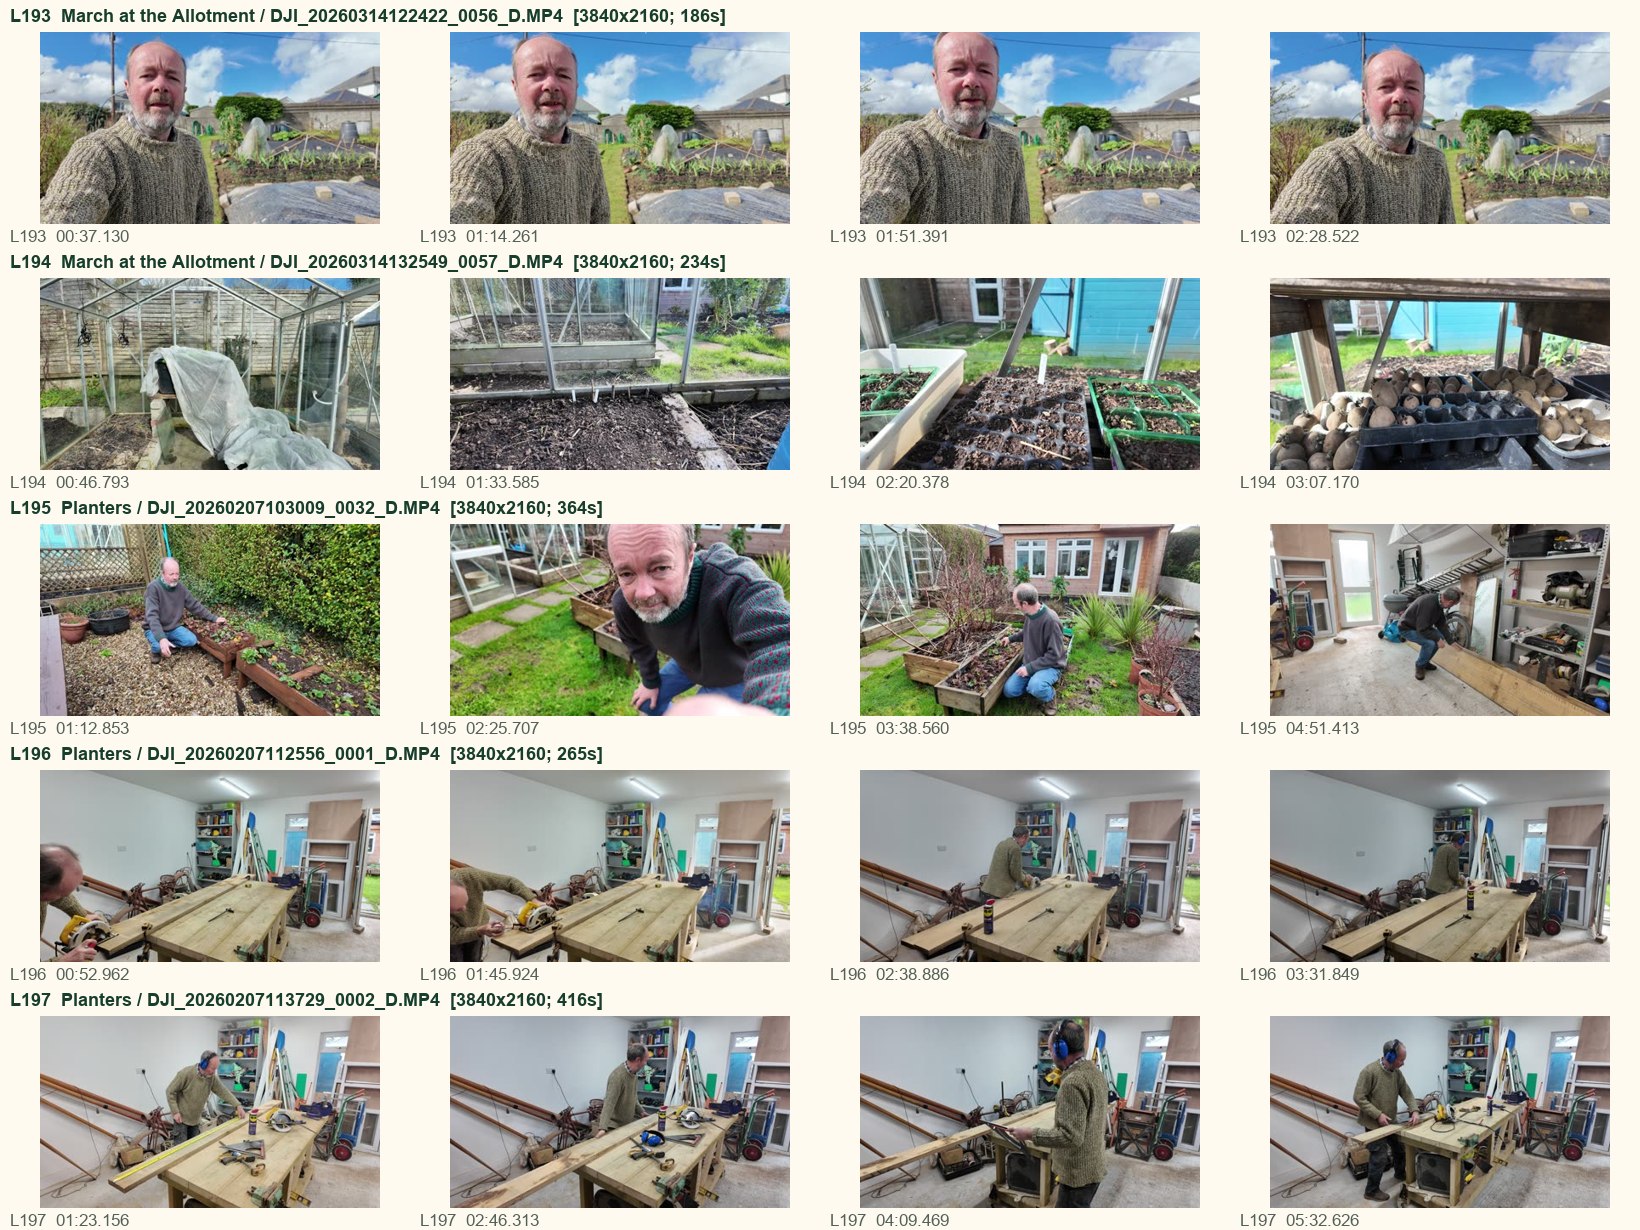 L193 March at the Allotment / DJI_20260314122422_0056_D.MP4 [3840x2160; 186s]
L193 00:37.130
L193 01:14.261
L193 01:51.391
L193 02:28.522
L194 March at the Allotment / DJI_20260314132549_0057_D.MP4 [3840x2160; 234s]
L194 00:46.793
L194 01:33.585
L194 02:20.378
L194 03:07.170
L195 Planters / DJI_20260207103009_0032_D.MP4 [3840x2160; 364s]
L195 01:12.853
L195 02:25.707
L195 03:38.560
L195 04:51.413
L196 Planters / DJI_20260207112556_0001_D.MP4 [3840x2160; 265s]
L196 00:52.962
L196 01:45.924
L196 02:38.886
L196 03:31.849
L197 Planters / DJI_20260207113729_0002_D.MP4 [3840x2160; 416s]
L197 01:23.156
L197 02:46.313
L197 04:09.469
L197 05:32.626